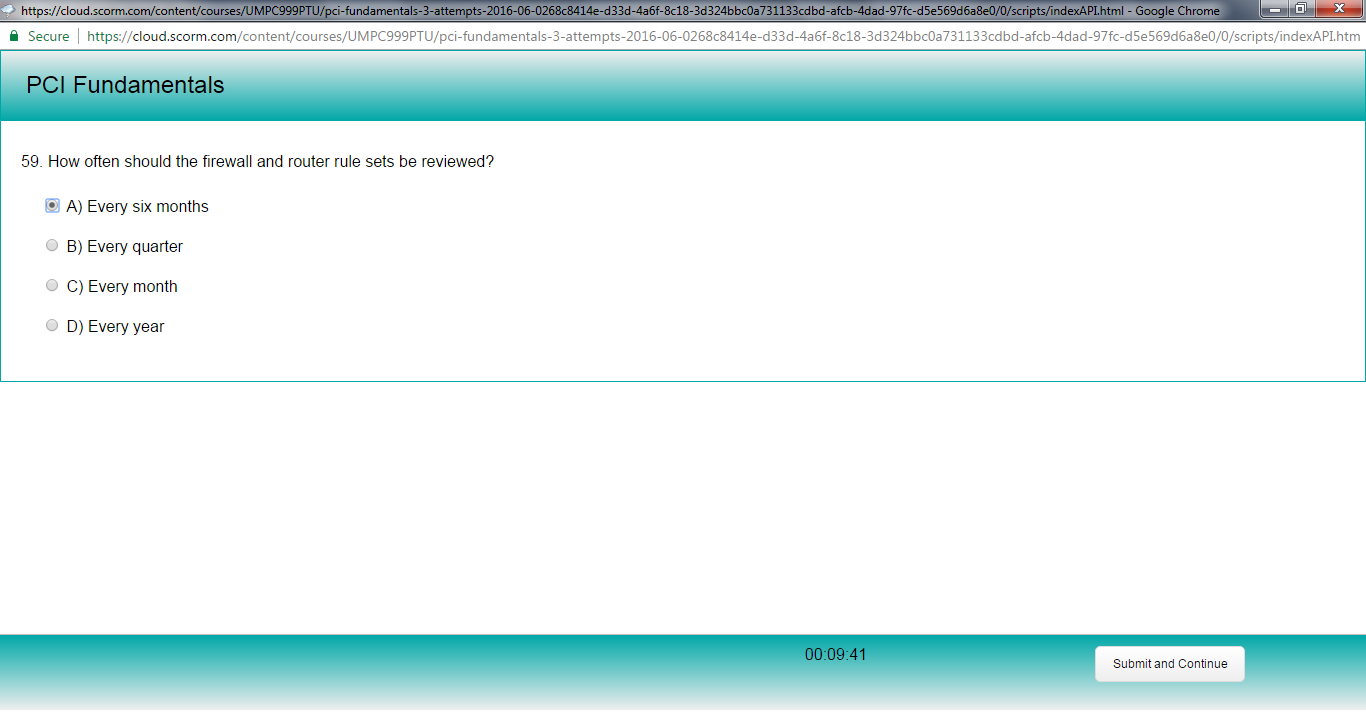 https://cloud.scorm.com/content/courses/UMPC999PTU/pci-fundamentals-3-attempts-2016-06-0268c8414e-d33d-4a6f-8c18-3d324bbc0a731133cdbd-afcb-4dad-97fc-d5e569d6a8e0/0/scripts/indexAPI.html - Google Chrome
Secure https://cloud.scorm.com/content/courses/UMPC999PTU/pci-fundamentals-3-attempts-2016-06-0268c8414e-d33d-4a6f-8c18-3d324bbc0a731133cdbd-afcb-4dad-97fc-d5e569d6a8e0/0/scripts/indexAPI.htm
PCI Fundamentals
59. How often should the firewall and router rule sets be reviewed?
A) Every six months
B) Every quarter
C) Every month
D) Every year
00:09:41
Submit and Continue